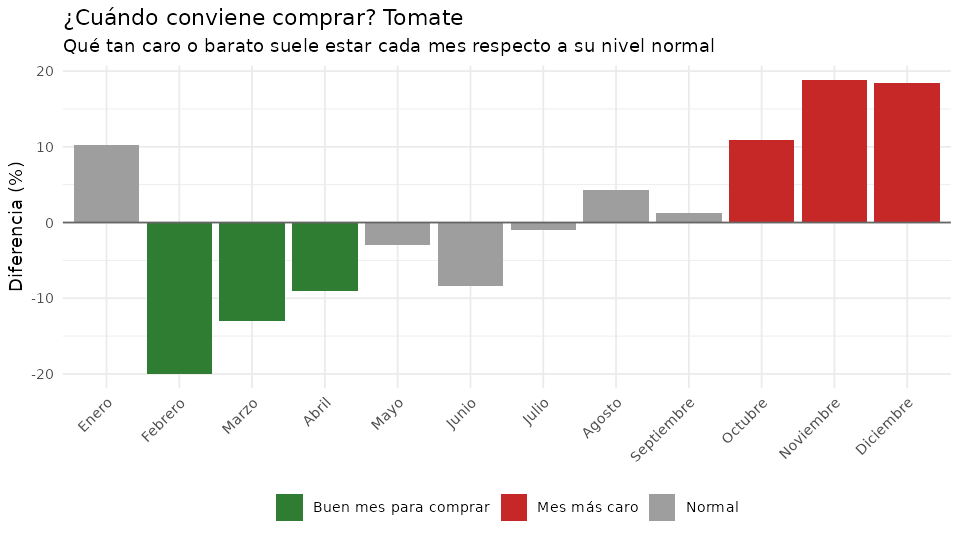 ¿Cuándo conviene comprar? Tomate
Qué tan caro o barato suele estar cada mes respecto a su nivel normal
Diferencia (%)
20
10
0
-10
-20
Enero
Febrero
Marzo
Abril
Mayo
Junio
Julio
Agosto
Septiembre
Octubre
Noviembre
Diciembre
Buen mes para comprar
Mes más caro
Normal